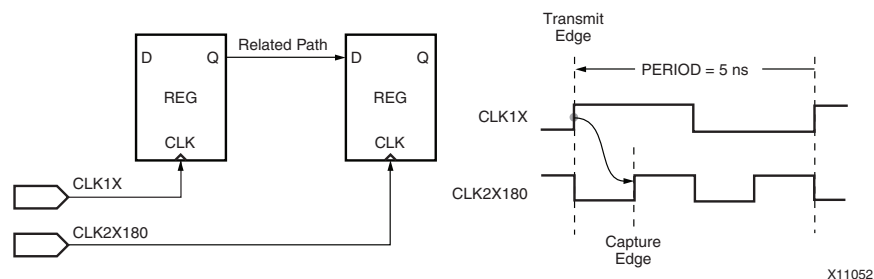 D
Q
REG
CLK
Related Path
D
Q
REG
CLK
CLK1X
CLK2X180
Transmit
Edge
PERIOD = 5 ns
CLK1X
CLK2X180
Capture
Edge
X11052